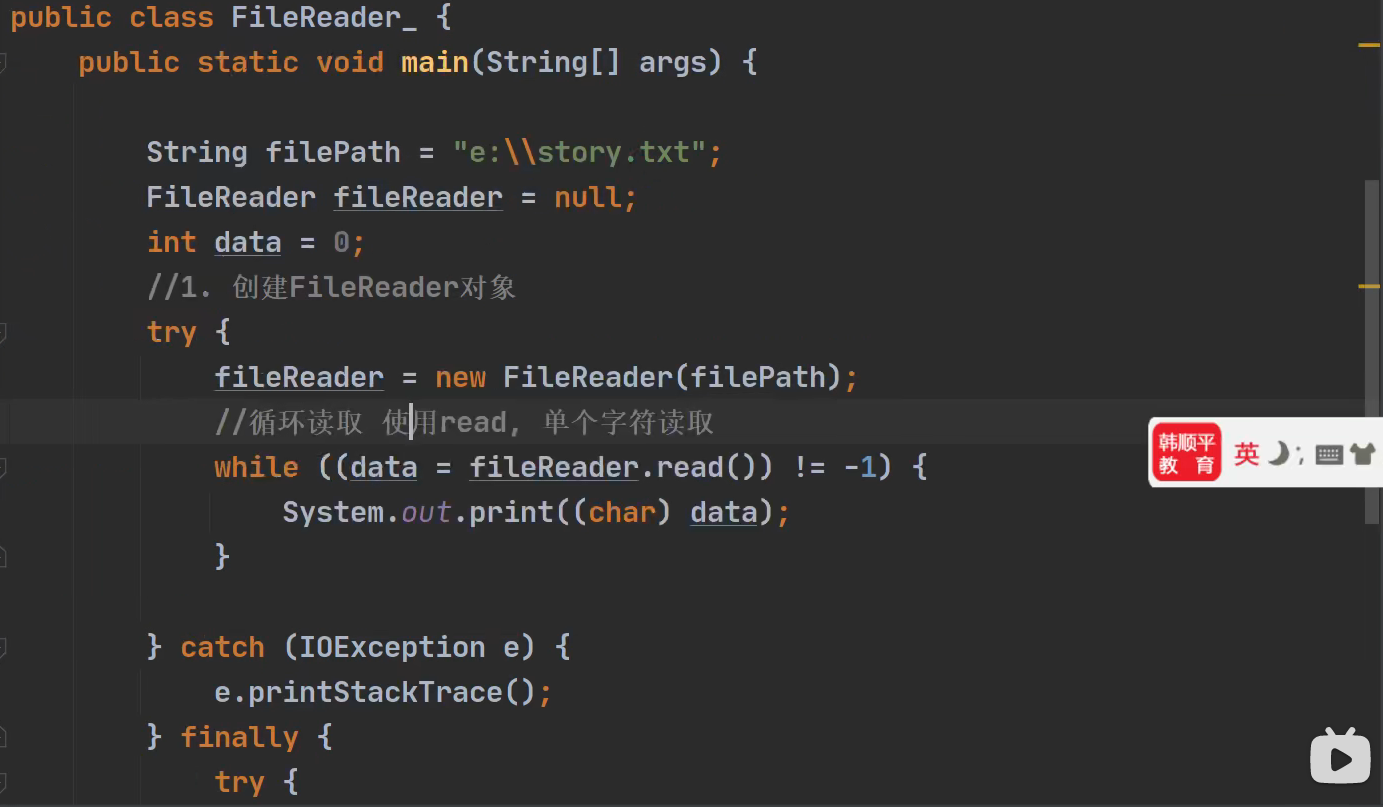 public class FileReader_ {
public static void main(String[] args) {
String filePath = "e:\\story.txt";
FileReader fileReader = null;
int data = 0;
//1. 创建FileReader对象
try {
fileReader = new FileReader(filePath);
//循环读取 使用read, 单个字符读取
while ((data = fileReader.read()) != -1) {
System.out.print((char) data);
}
} catch (IOException e) {
e.printStackTrace();
} finally {
try {
韩顺平
教 育
英